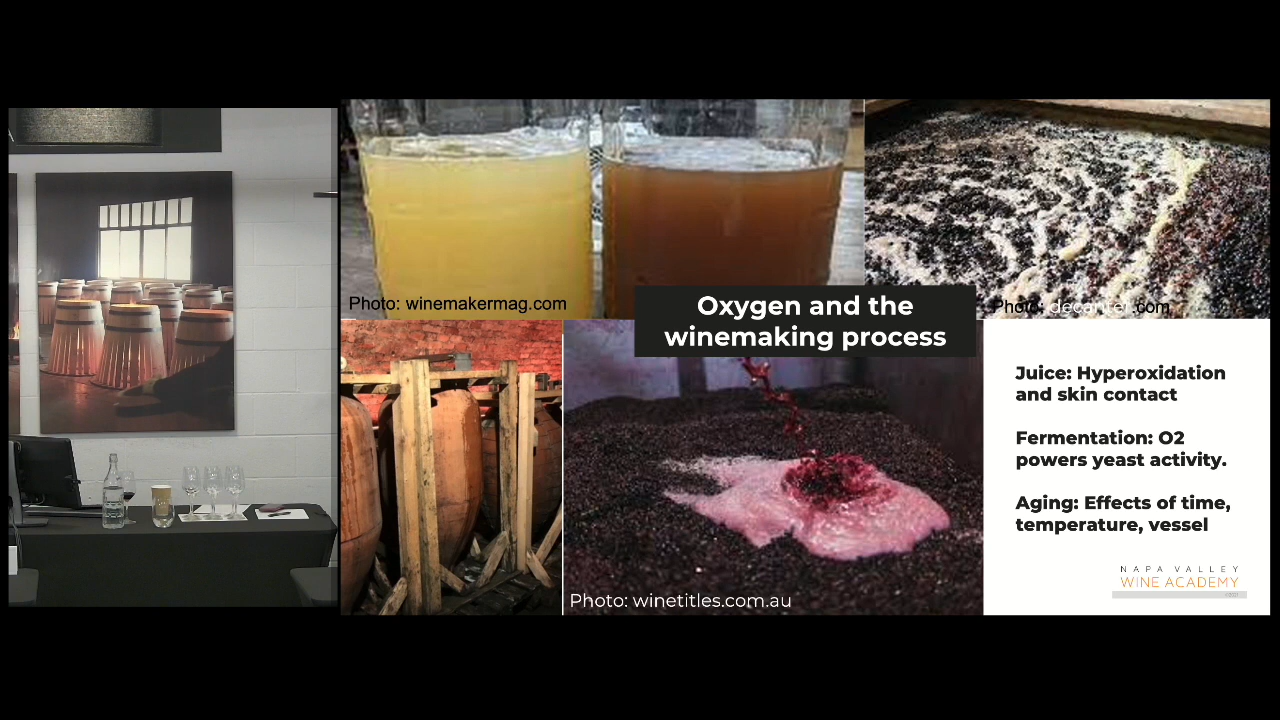 Photo: winemakermag.com
Photo: decanter.com
Oxygen and the
winemaking process
Juice: Hyperoxidation
and skin contact
Fermentation: O2
powers yeast activity.
Aging: Effects of time,
temperature, vessel
Photo: winetitles.com.au
NAPA VALLEY
WINE ACADEMY